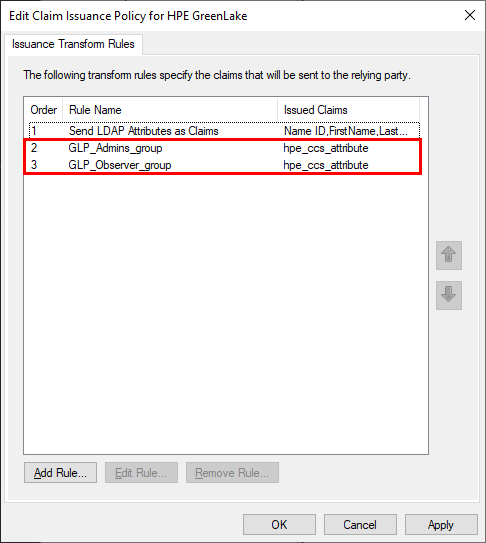 Edit Claim Issuance Policy for HPE GreenLake
Issuance Transform Rules
The following transform rules specify the claims that will be sent to the relying party.
Order Rule Name Issued Claims
1 Send LDAP Attributes as Claims Name ID,FirstName,Last...
2 GLP_Admins_group hpe_ccs_attribute
3 GLP_Observer_group hpe_ccs_attribute
Add Rule... Edit Rule... Remove Rule...
OK Cancel Apply